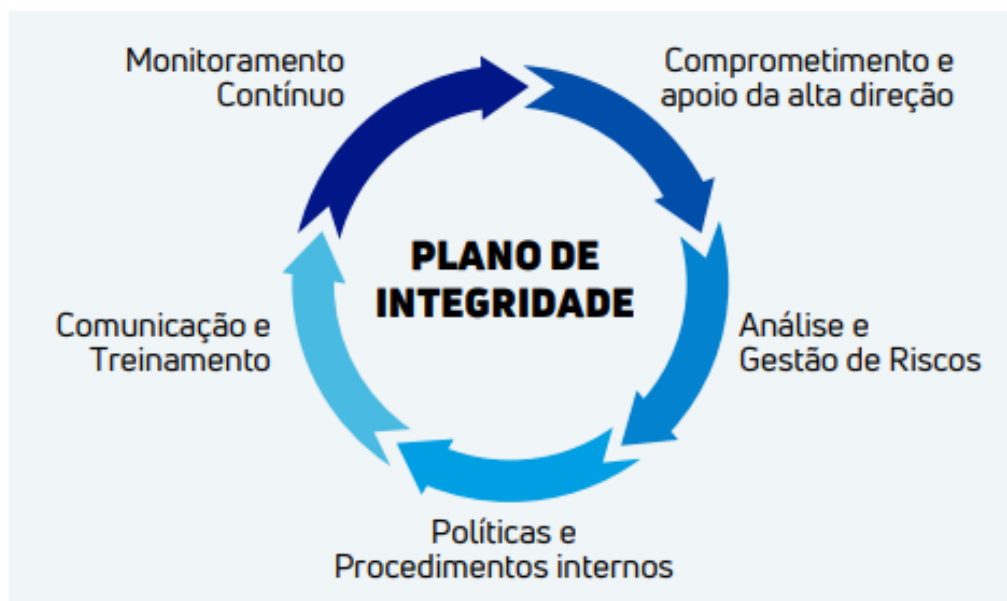 Monitoramento
Contínuo
Comprometimento e
apoio da alta direção
PLANO DE
INTEGRIDADE
Comunicação e
Treinamento
Análise e
Gestão de Riscos
Políticas e
Procedimentos internos